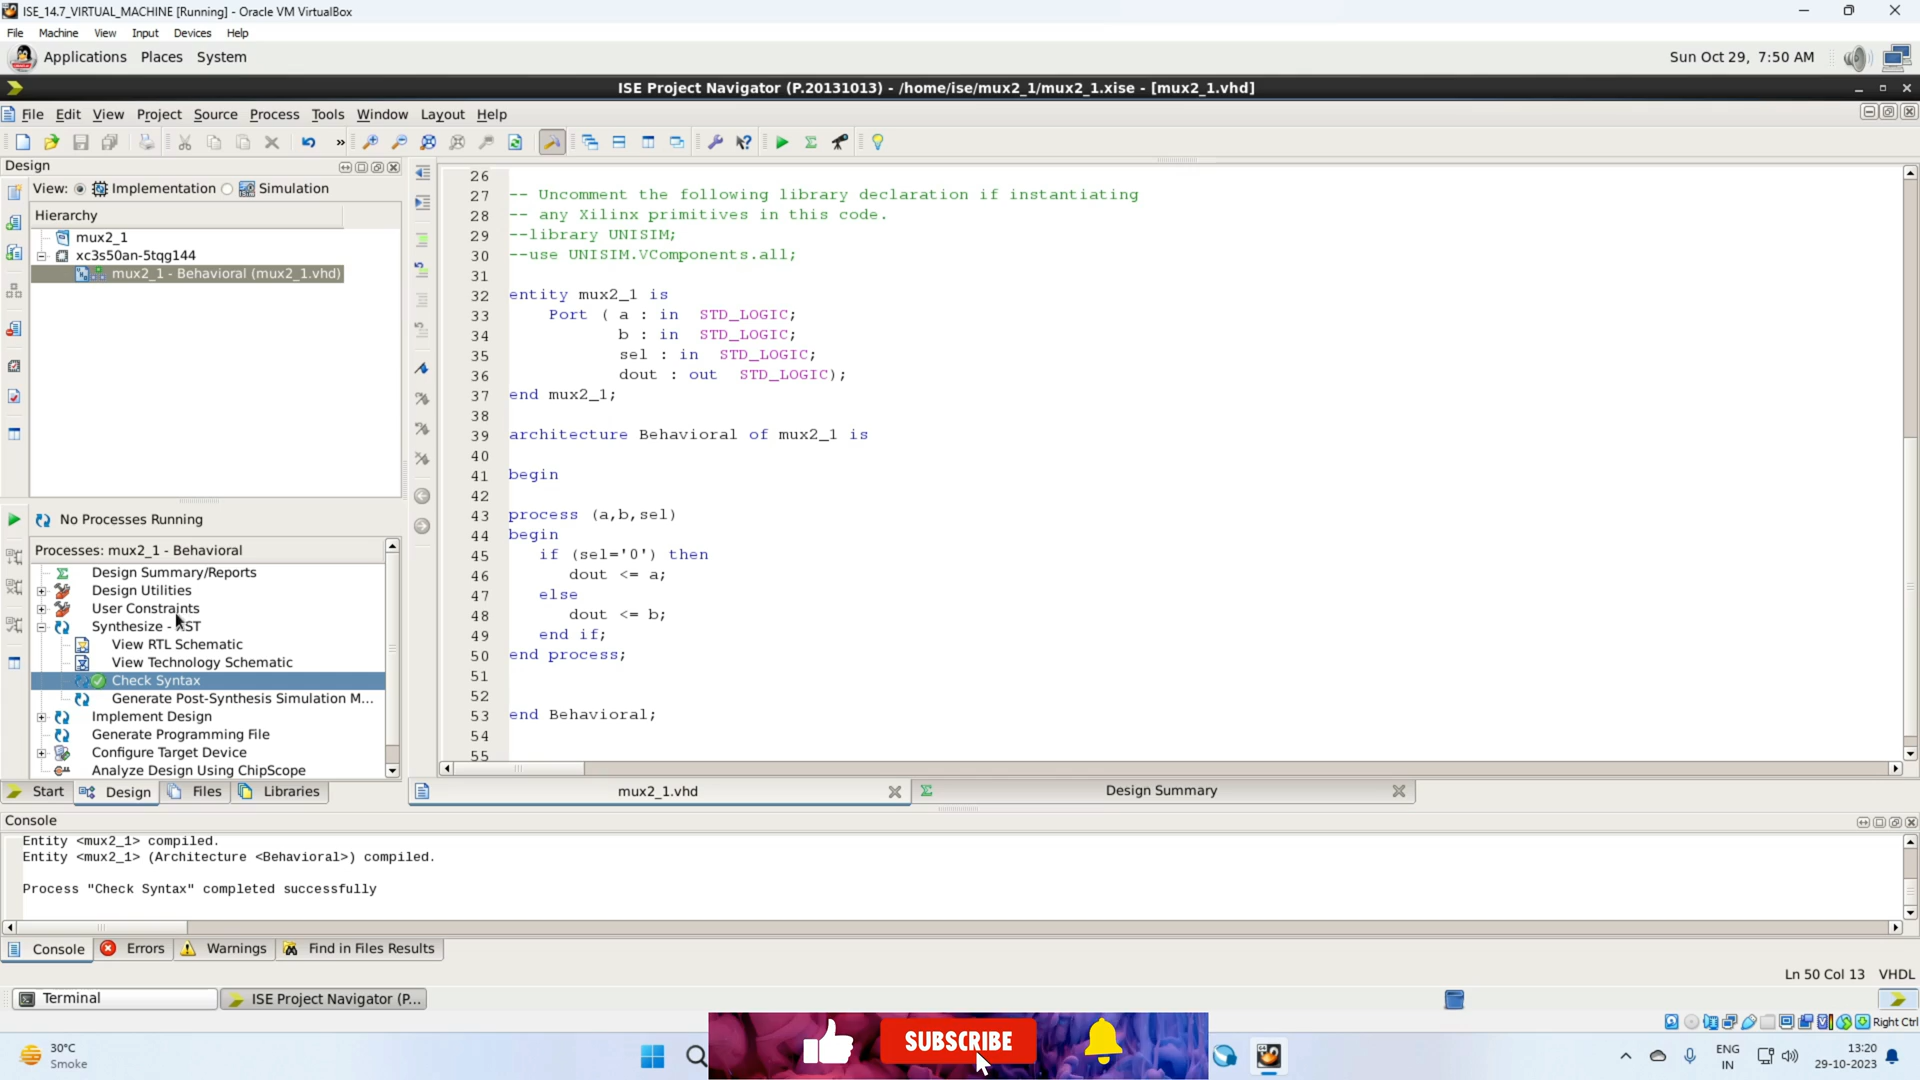 ISE_14.7_VIRTUAL_MACHINE [Running] - Oracle VM VirtualBox
File Machine View Input Devices Help
Applications Places System
Sun Oct 29, 7:50 AM
ISE Project Navigator (P.20131013) - /home/ise/mux2_1/mux2_1.xise - [mux2_1.vhd]
File Edit View Project Source Process Tools Window Layout Help
Design
View: Implementation Simulation
Hierarchy
mux2_1
xc3s50an-5tqg144
mux2_1 - Behavioral (mux2_1.vhd)
No Processes Running
Processes: mux2_1 - Behavioral
Design Summary/Reports
Design Utilities
User Constraints
Synthesize - XST
View RTL Schematic
View Technology Schematic
Check Syntax
Generate Post-Synthesis Simulation M...
Implement Design
Generate Programming File
Configure Target Device
Analyze Design Using ChipScope
Start Design Files Libraries
26
27 -- Uncomment the following library declaration if instantiating
28 -- any Xilinx primitives in this code.
29 --library UNISIM;
30 --use UNISIM.VComponents.all;
31
32 entity mux2_1 is
33 Port ( a : in STD_LOGIC;
34 b : in STD_LOGIC;
35 sel : in STD_LOGIC;
36 dout : out STD_LOGIC);
37 end mux2_1;
38
39 architecture Behavioral of mux2_1 is
40
41 begin
42
43 process (a,b,sel)
44 begin
45 if (sel='0') then
46 dout <= a;
47 else
48 dout <= b;
49 end if;
50 end process;
51
52
53 end Behavioral;
54
55
mux2_1.vhd Design Summary
Console
Entity <mux2_1> compiled.
Entity <mux2_1> (Architecture <Behavioral>) compiled.
Process "Check Syntax" completed successfully
Console Errors Warnings Find in Files Results
Ln 50 Col 13 VHDL
Terminal ISE Project Navigator (P...
Right Ctrl
30°C
Smoke
SUBSCRIBE
ENG
IN
13:20
29-10-2023